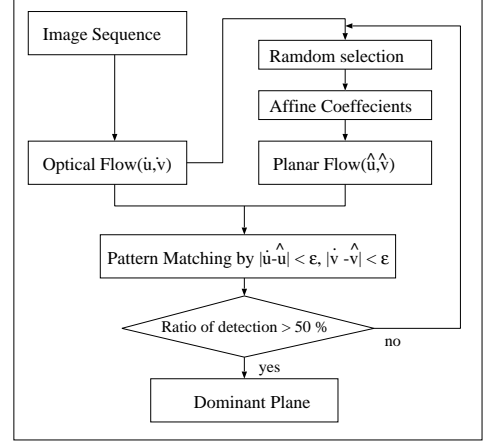 Image Sequence
Ramdom selection
Affine Coeffecients
Optical Flow(u̇,v̇)
Planar Flow(û,v̂)
Pattern Matching by |u̇-û| < ε, |v̇ -v̂| < ε
Ratio of detection > 50 %
no
yes
Dominant Plane